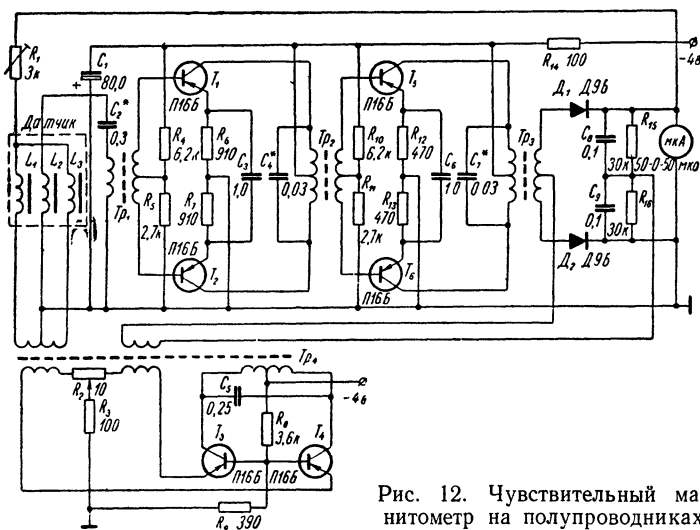 R₁
3к
C₁
+ 80,0
C₂*
0,3
Датчик
L₁ L₂ L₃
Тр₁
R₄
6,2к
R₅
2,7к
П16Б
T₁
R₆
910
R₇
910
П16Б
T₂
C₃
1,0
C₄*
0,03
Тр₂
R₁₀
6,2к
R₁₁
2,7к
П16Б
T₅
R₁₂
470
R₁₃
470
П16Б
T₆
C₆
1,0
C₇*
0,03
Тр₃
R₁₄ 100
-4в
Д₁ Д9Б
C₈
0,1
R₁₅
30к
мкА
50-0-50 мка
C₉
0,1
R₁₆
30к
Д₂ Д9Б
Тр₄
R₂ 10
R₃
100
C₅
0,25
-4в
R₈
3,6к
T₃
T₄
П16Б П16Б
390
Рис. 12. Чувствительный маг
нитометр на полупроводниках